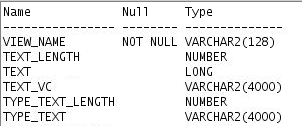 Name Null Type
---------------- -------- --------------
VIEW_NAME NOT NULL VARCHAR2(128)
TEXT_LENGTH NUMBER
TEXT LONG
TEXT_VC VARCHAR2(4000)
TYPE_TEXT_LENGTH NUMBER
TYPE_TEXT VARCHAR2(4000)